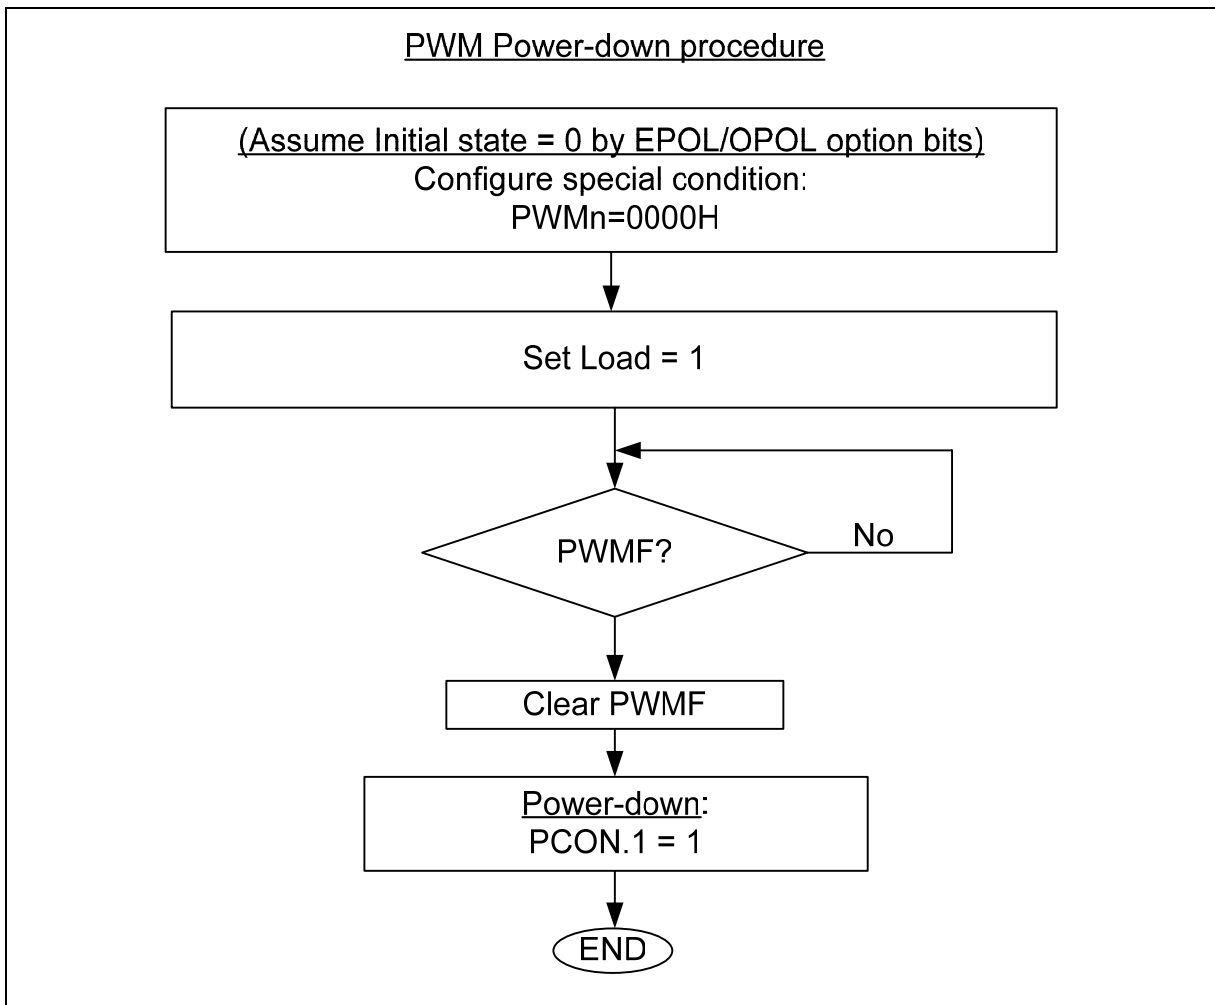 PWM Power-down procedure
(Assume Initial state = 0 by EPOL/OPOL option bits)
Configure special condition:
PWMn=0000H
Set Load = 1
PWMF?
No
Clear PWMF
Power-down:
PCON.1 = 1
END